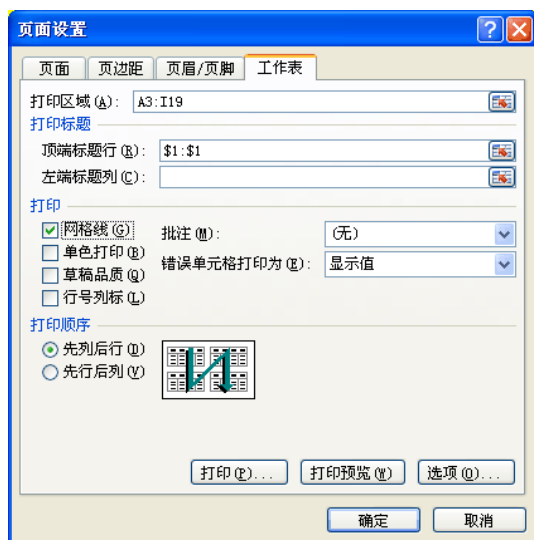 页面设置
页面 页边距 页眉/页脚 工作表
打印区域(A): A3:I19
打印标题
顶端标题行(R): $1:$1
左端标题列(C):
打印
网格线(G) 批注(M): (无)
单色打印(B)
错误单元格打印为(E): 显示值
草稿品质(Q)
行号列标(L)
打印顺序
先列后行(D)
先行后列(V)
打印(P)... 打印预览(W) 选项(O)...
确定 取消